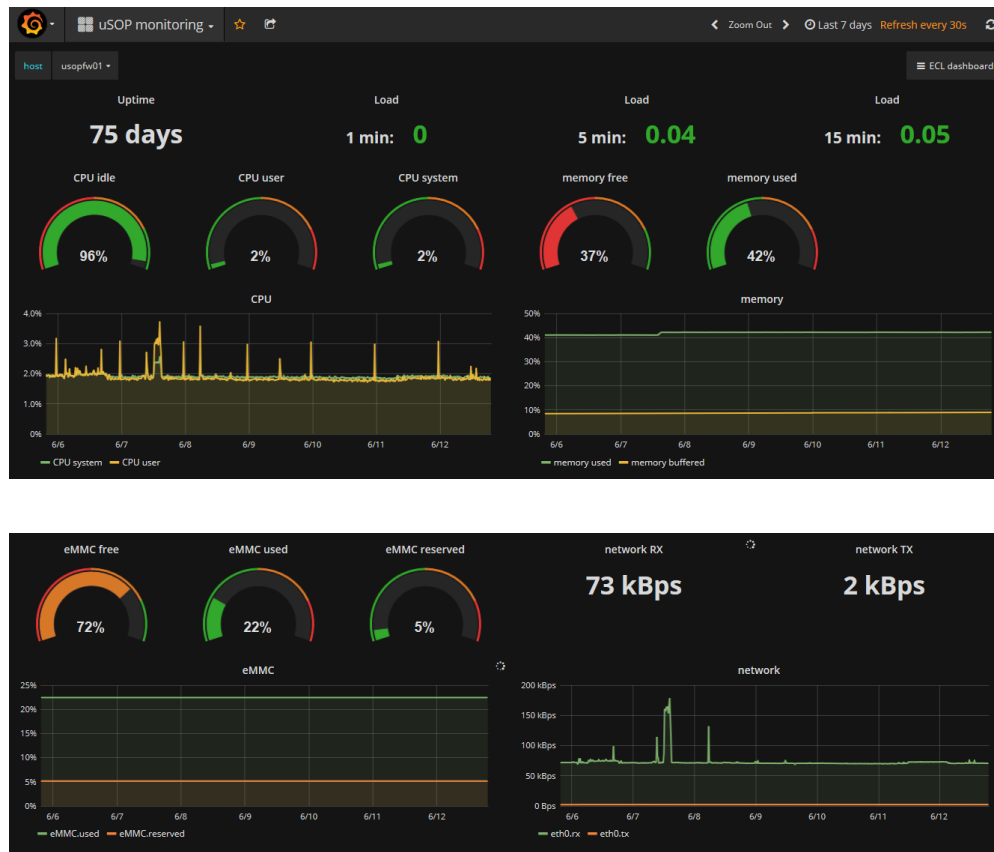 uSOP monitoring
Zoom Out Last 7 days Refresh every 30s
host usopfw01 ECL dashboard
Uptime Load Load Load
75 days 1 min: 0 5 min: 0.04 15 min: 0.05
CPU idle CPU user CPU system memory free memory used
96% 2% 2% 37% 42%
CPU memory
4.0%
3.0%
2.0%
1.0%
0%
6/6 6/7 6/8 6/9 6/10 6/11 6/12
CPU system CPU user
50%
40%
30%
20%
10%
0%
6/6 6/7 6/8 6/9 6/10 6/11 6/12
memory used memory buffered
eMMC free eMMC used eMMC reserved network RX network TX
72% 22% 5% 73 kBps 2 kBps
eMMC network
25%
20%
15%
10%
5%
0%
6/6 6/7 6/8 6/9 6/10 6/11 6/12
eMMC.used eMMC.reserved
200 kBps
150 kBps
100 kBps
50 kBps
0 Bps
6/6 6/7 6/8 6/9 6/10 6/11 6/12
eth0.rx eth0.tx